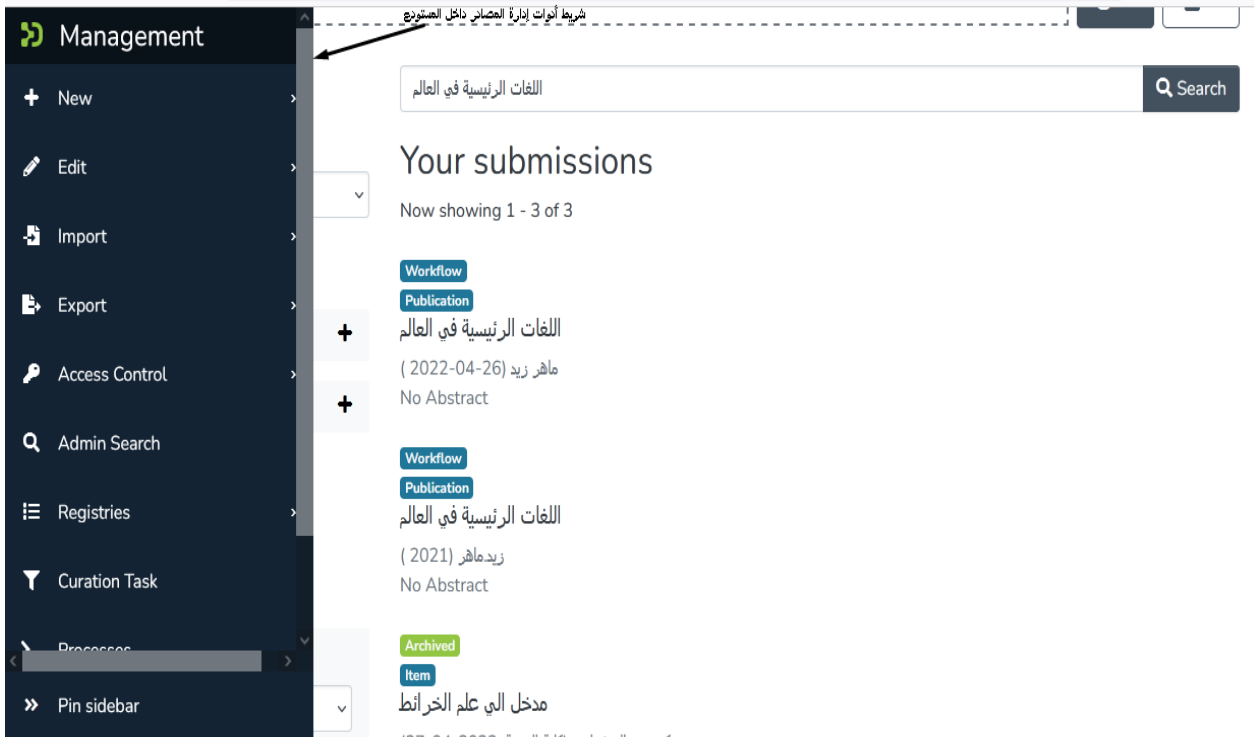 شريط أدوات إدارة المصادر داخل المستودع
Management
New
Edit
Import
Export
Access Control
Admin Search
Registries
Curation Task
Processes
Pin sidebar
اللغات الرئيسية في العالم
Search
Your submissions
Now showing 1 - 3 of 3
Workflow
Publication
اللغات الرئيسية في العالم
ماهر زيد (2022-04-26 )
No Abstract
Workflow
Publication
اللغات الرئيسية في العالم
زيد.ماهر (2021 )
No Abstract
Archived
Item
مدخل الي علم الخرائط